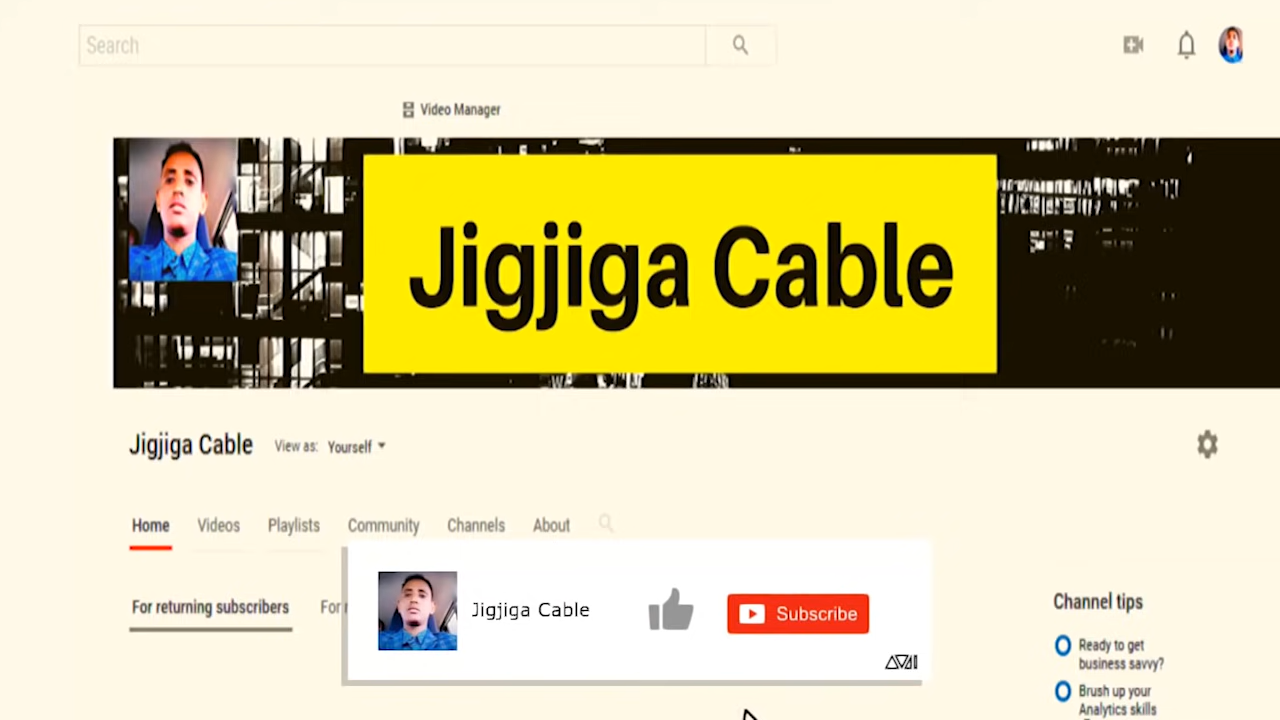 Search
Video Manager
Jigjiga Cable
Jigjiga Cable View as: Yourself
Home Videos Playlists Community Channels About
For returning subscribers For
Jigjiga Cable Subscribe
Channel tips
Ready to get
business savvy?
Brush up your
Analytics skills